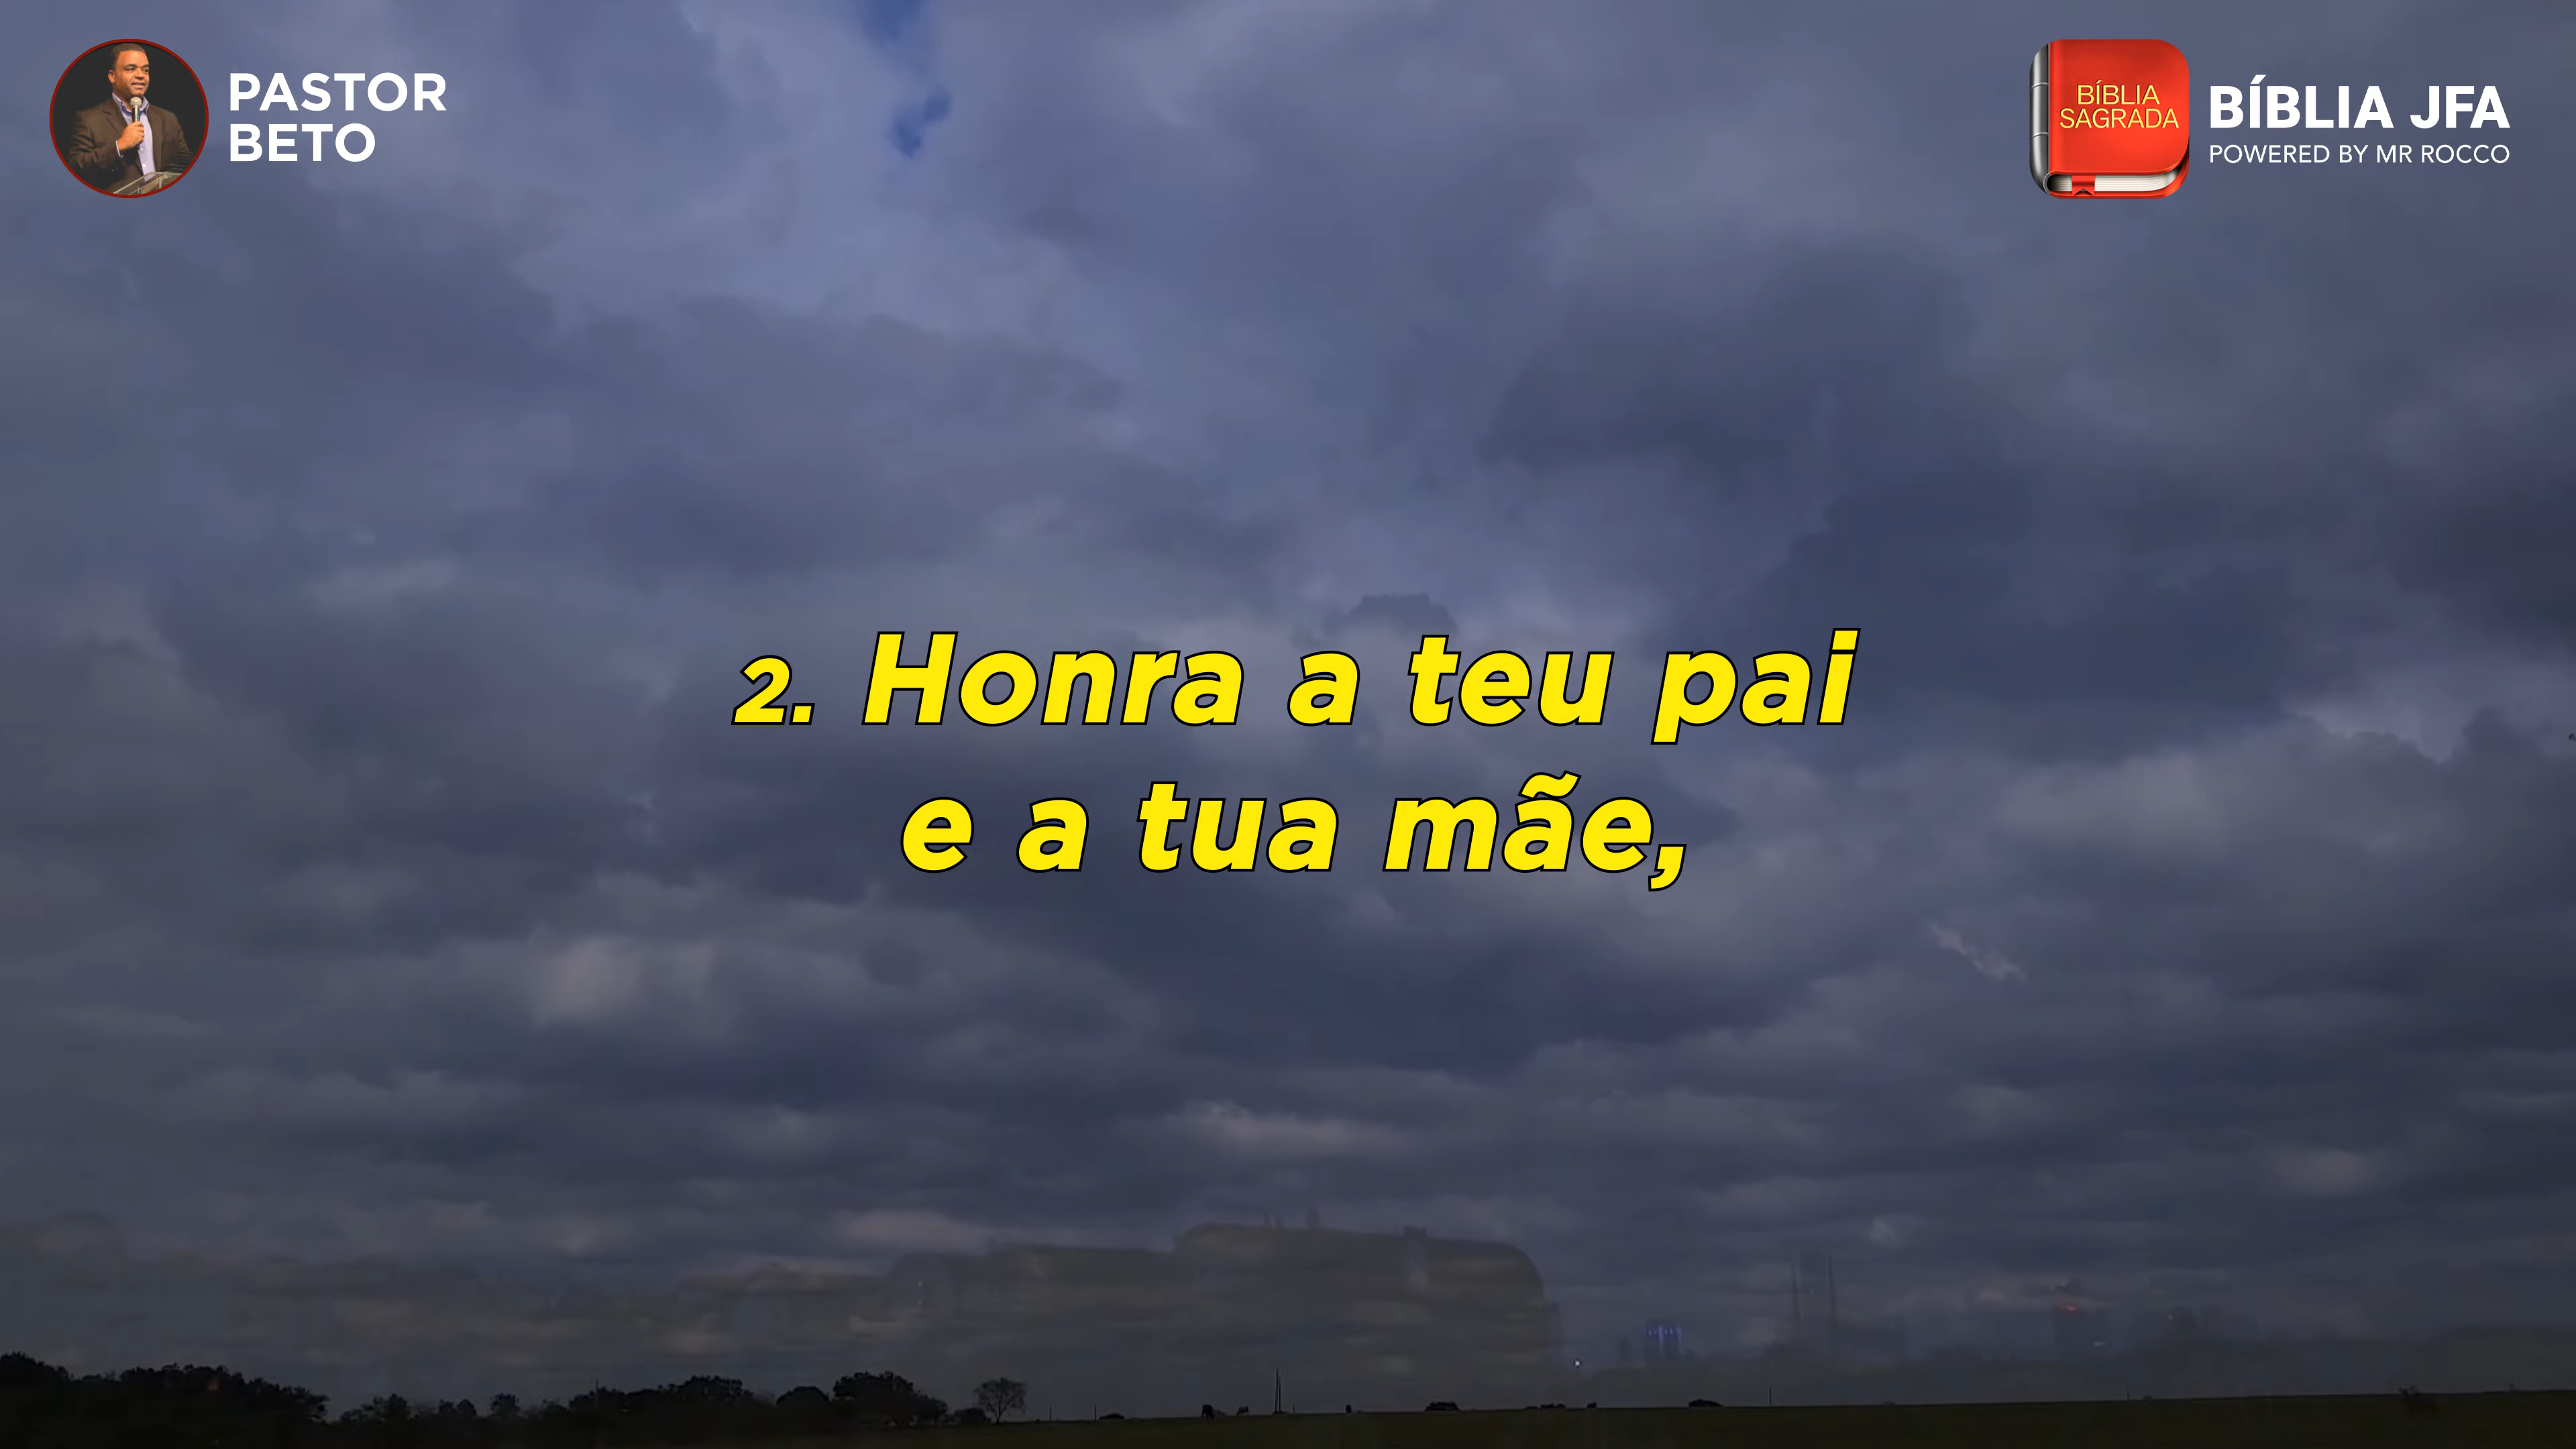 PASTOR
BETO
BÍBLIA
SAGRADA
BÍBLIA JFA
POWERED BY MR ROCCO
2. Honra a teu pai
e a tua mãe,